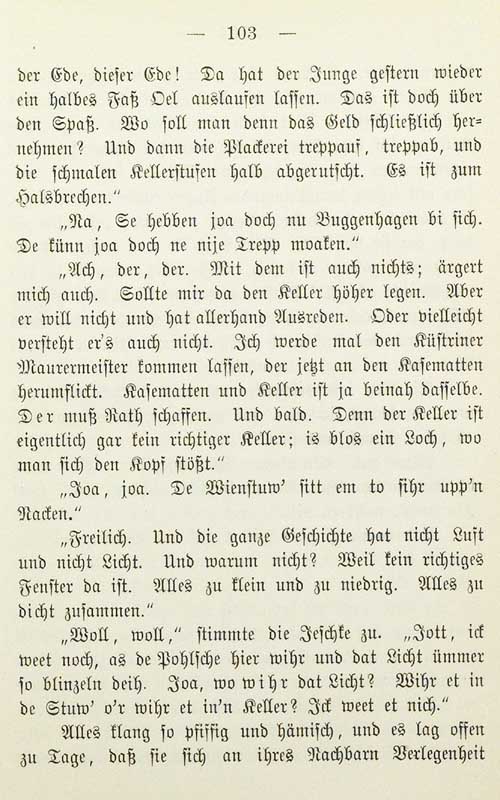 — 103 —
der Ede, dieser Ede! Da hat der Junge gestern wieder
ein halbes Faß Oel auslaufen lassen. Das ist doch über
den Spaß. Wo soll man denn das Geld schließlich her-
nehmen? Und dann die Plackerei treppauf, treppab, und
die schmalen Kellerstufen halb abgerutscht. Es ist zum
Halsbrechen.“
„Na, Se hebben joa doch nu Buggenhagen bi sich.
De künn joa doch ne nije Trepp moaken.“
„Ach, der, der. Mit dem ist auch nichts; ärgert
mich auch. Sollte mir da den Keller höher legen. Aber
er will nicht und hat allerhand Ausreden. Oder vielleicht
versteht er's auch nicht. Ich werde mal den Küstriner
Maurermeister kommen lassen, der jetzt an den Kasematten
herumflickt. Kasematten und Keller ist ja beinah dasselbe.
Der muß Rath schaffen. Und bald. Denn der Keller ist
eigentlich gar kein richtiger Keller; is blos ein Loch, wo
man sich den Kopf stößt.“
„Joa, joa. De Wienstuw' sitt em to sihr upp'n
Nacken.“
„Freilich. Und die ganze Geschichte hat nicht Luft
und nicht Licht. Und warum nicht? Weil kein richtiges
Fenster da ist. Alles zu klein und zu niedrig. Alles zu
dicht zusammen.“
„Woll, woll,“ stimmte die Jeschke zu. „Jott, ick
weet noch, as de Pohlsche hier wihr und dat Licht ümmer
so blinzeln deih. Joa, wo wihr dat Licht? Wihr et in
de Stuw' o'r wihr et in'n Keller? Ick weet et nich.“
Alles klang so pfiffig und hämisch, und es lag offen
zu Tage, daß sie sich an ihres Nachbarn Verlegenheit